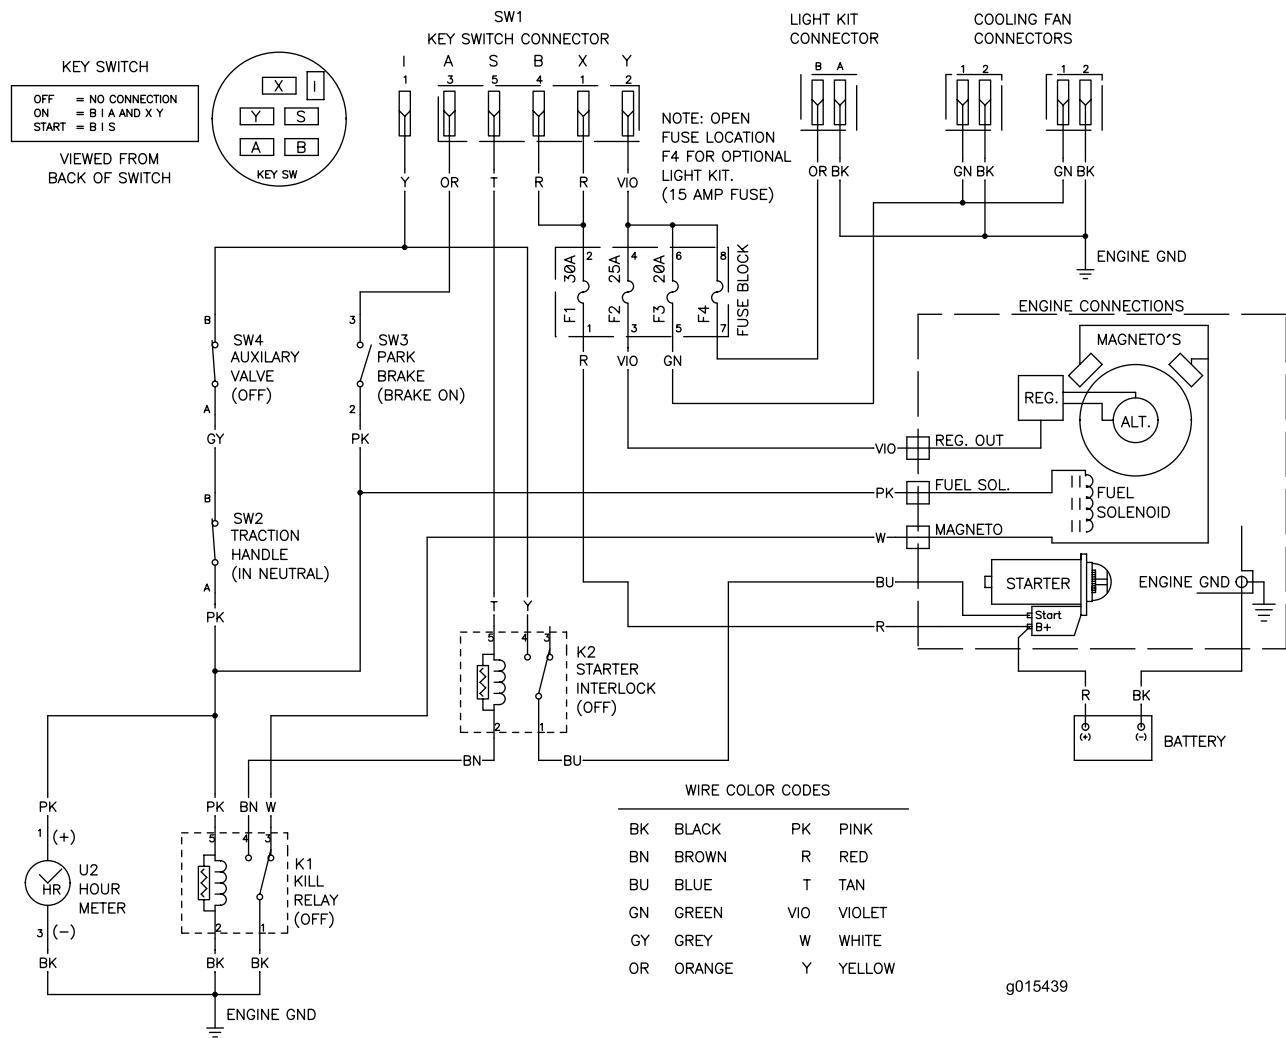 SW1
KEY SWITCH CONNECTOR
I A S B X Y
1 3 5 4 1 2
Y OR T R R VIO
KEY SWITCH
OFF = NO CONNECTION
ON = B I A AND X Y
START = B I S
VIEWED FROM
BACK OF SWITCH
X I
Y S
A B
KEY SW
NOTE: OPEN
FUSE LOCATION
F4 FOR OPTIONAL
LIGHT KIT.
(15 AMP FUSE)
LIGHT KIT
CONNECTOR
B A
OR BK
COOLING FAN
CONNECTORS
1 2 1 2
GN BK GN BK
ENGINE GND
30A 25A 20A
2 4 6 8
F1 F2 F3 F4
1 3 5 7
FUSE BLOCK
R VIO GN
B
SW4
AUXILARY
VALVE
(OFF)
A
GY
3
SW3
PARK
BRAKE
(BRAKE ON)
2
PK
B
SW2
TRACTION
HANDLE
(IN NEUTRAL)
A
PK
ENGINE CONNECTIONS
MAGNETO'S
REG.
ALT.
VIO REG. OUT
PK FUEL SOL.
FUEL
SOLENOID
W MAGNETO
BU
STARTER
Start
B+
R
ENGINE GND
R BK
(+) (-)
BATTERY
T Y
5 4 3
K2
STARTER
INTERLOCK
(OFF)
2 1
BN BU
PK PK BN W
1 (+)
HR
U2
HOUR
METER
3 (-)
BK
5 4 3
K1
KILL
RELAY
(OFF)
2 1
BK BK
ENGINE GND
WIRE COLOR CODES
BK BLACK PK PINK
BN BROWN R RED
BU BLUE T TAN
GN GREEN VIO VIOLET
GY GREY W WHITE
OR ORANGE Y YELLOW
g015439